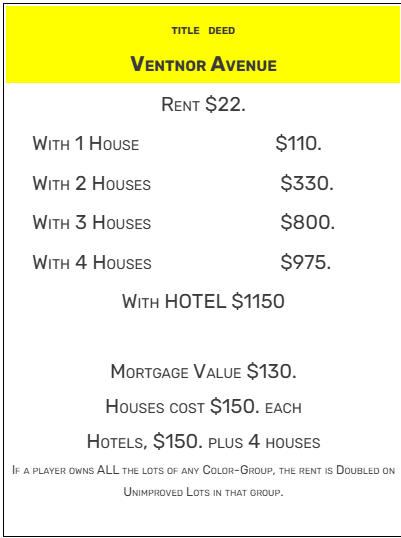 TITLE DEED
VENTNOR AVENUE
RENT $22.
WITH 1 HOUSE $110.
WITH 2 HOUSES $330.
WITH 3 HOUSES $800.
WITH 4 HOUSES $975.
WITH HOTEL $1150
MORTGAGE VALUE $130.
HOUSES COST $150. EACH
HOTELS, $150. PLUS 4 HOUSES
IF A PLAYER OWNS ALL THE LOTS OF ANY COLOR-GROUP, THE RENT IS DOUBLED ON
UNIMPROVED LOTS IN THAT GROUP.